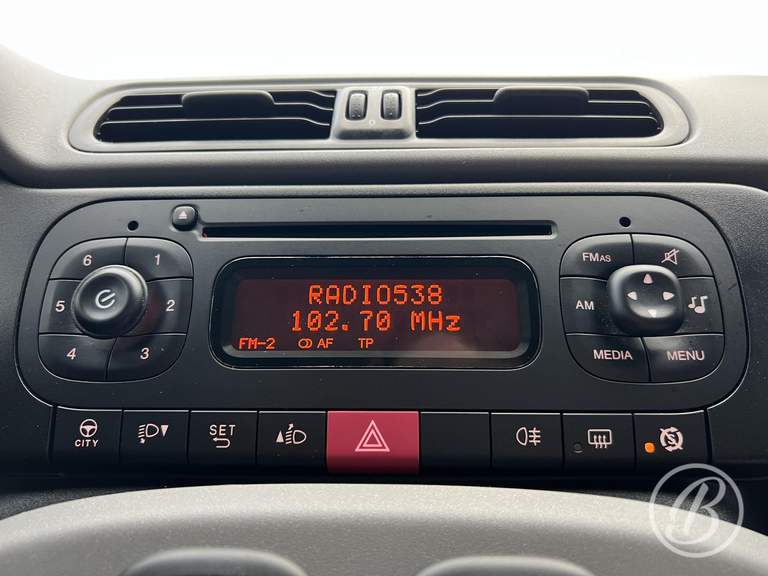 0
6 1
5 2
4 3
RADIO538
102.70 MHz
FM-2 AF TP
FMAS
AM
MEDIA MENU
CITY
SET
B